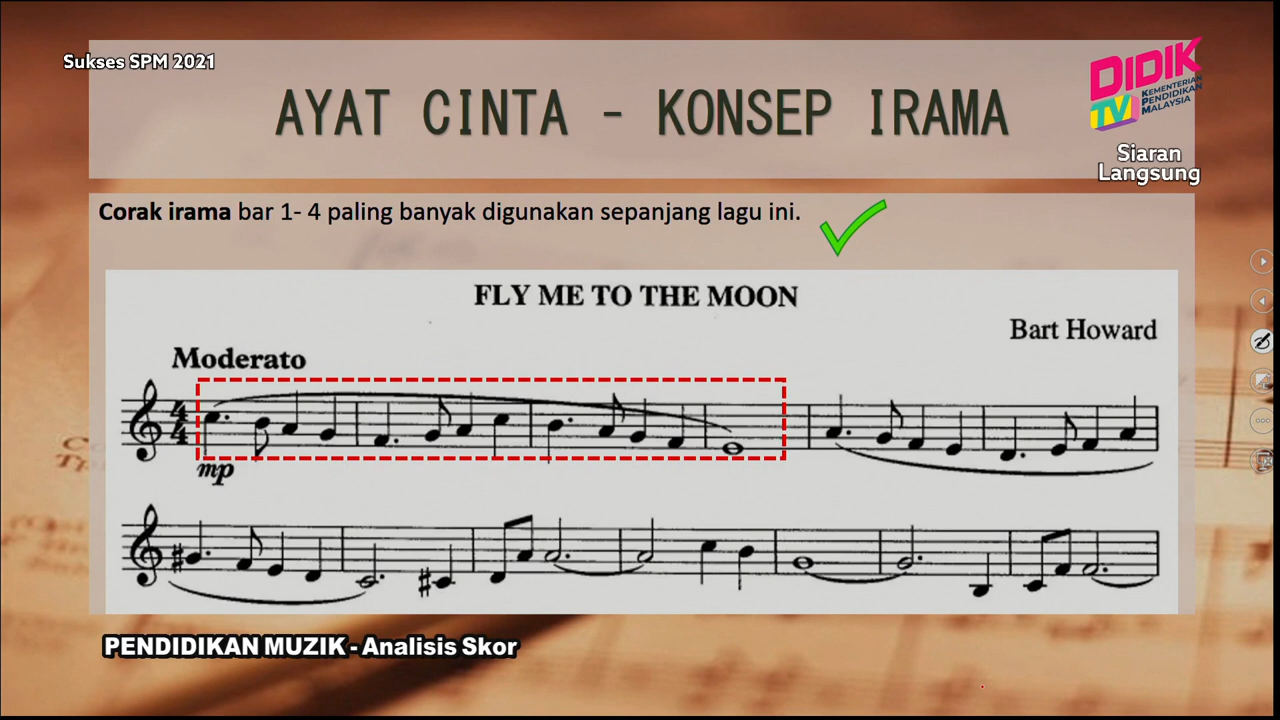 Sukses SPM 2021
AYAT CINTA - KONSEP IRAMA
DIDIK
TV
KEMENTERIAN
PENDIDIKAN
MALAYSIA
Siaran
Langsung
Corak irama bar 1- 4 paling banyak digunakan sepanjang lagu ini.
FLY ME TO THE MOON
Bart Howard
Moderato
4
4
mp
PENDIDIKAN MUZIK - Analisis Skor